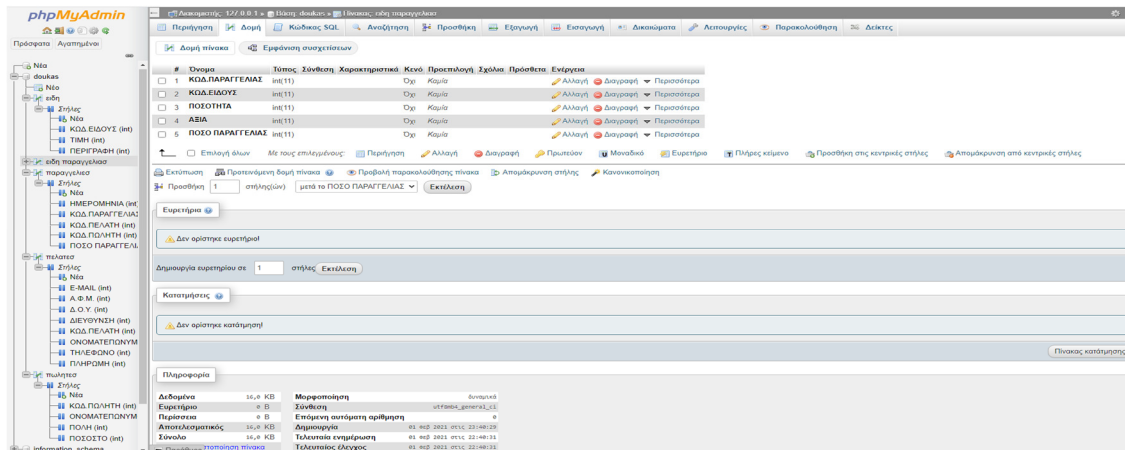 phpMyAdmin
Πρόσφατα Αγαπημένοι
Νέα
doukas
Νέο
ειδη
Στήλες
Νέα
ΚΩΔ.ΕΙΔΟΥΣ (int)
ΤΙΜΗ (int)
ΠΕΡΙΓΡΑΦΗ (int)
ειδη παραγγελιασ
παραγγελιεσ
Στήλες
Νέα
ΗΜΕΡΟΜΗΝΙΑ (int
ΚΩΔ.ΠΑΡΑΓΓΕΛΙΑΣ
ΚΩΔ.ΠΕΛΑΤΗ (int)
ΚΩΔ.ΠΩΛΗΤΗ (int)
ΠΟΣΟ ΠΑΡΑΓΓΕΛΙ
πελατεσ
Στήλες
Νέα
E-MAIL (int)
Α.Φ.Μ. (int)
Δ.Ο.Υ. (int)
ΔΙΕΥΘΥΝΣΗ (int)
ΚΩΔ.ΠΕΛΑΤΗ (int)
ΟΝΟΜΑΤΕΠΩΝΥΜ
ΤΗΛΕΦΩΝΟ (int)
ΠΛΗΡΩΜΗ (int)
πωλητεσ
Στήλες
Νέα
ΚΩΔ.ΠΩΛΗΤΗ (int)
ΟΝΟΜΑΤΕΠΩΝΥΜ
ΠΟΛΗ (int)
ΠΟΣΟΣΤΟ (int)
information_schema
Διακομιστής: 127.0.0.1 » Βάση: doukas » Πίνακας: ειδη παραγγελιασ
Περιήγηση Δομή Κώδικας SQL Αναζήτηση Προσθήκη Εξαγωγή Εισαγωγή Δικαιώματα Λειτουργίες Παρακολούθηση Δείκτες
Δομή πίνακα Εμφάνιση συσχετίσεων
# Όνομα Τύπος Σύνθεση Χαρακτηριστικά Κενό Προεπιλογή Σχόλια Πρόσθετα Ενέργεια
1 ΚΩΔ.ΠΑΡΑΓΓΕΛΙΑΣ int(11) Όχι Καμία Αλλαγή Διαγραφή Περισσότερα
2 ΚΩΔ.ΕΙΔΟΥΣ int(11) Όχι Καμία Αλλαγή Διαγραφή Περισσότερα
3 ΠΟΣΟΤΗΤΑ int(11) Όχι Καμία Αλλαγή Διαγραφή Περισσότερα
4 ΑΞΙΑ int(11) Όχι Καμία Αλλαγή Διαγραφή Περισσότερα
5 ΠΟΣΟ ΠΑΡΑΓΓΕΛΙΑΣ int(11) Όχι Καμία Αλλαγή Διαγραφή Περισσότερα
Επιλογή όλων Με τους επιλεγμένους: Περιήγηση Αλλαγή Διαγραφή Πρωτεύον Μοναδικό Ευρετήριο Πλήρες κείμενο Προσθήκη στις κεντρικές στήλες Απομάκρυνση από κεντρικές στήλες
Εκτύπωση Προτεινόμενη δομή πίνακα Προβολή παρακολούθησης πίνακα Απομάκρυνση στήλης Κανονικοποίηση
Προσθήκη 1 στήλης(ών) μετά το ΠΟΣΟ ΠΑΡΑΓΓΕΛΙΑΣ Εκτέλεση
Ευρετήρια
Δεν ορίστηκε ευρετήριο!
Δημιουργία ευρετηρίου σε 1 στήλες Εκτέλεση
Κατατμήσεις
Δεν ορίστηκε κατάτμηση!
Πίνακας κατάτμησης
Πληροφορία
Δεδομένα 16,0 KB
Ευρετήριο 0 B
Περίσσεια 0 B
Αποτελεσματικός 16,0 KB
Σύνολο 16,0 KB
Μορφοποίηση δυναμικά
Σύνθεση utf8mb4_general_ci
Επόμενη αυτόματη αρίθμηση 0
Δημιουργία 01 Φεβ 2021 στις 22:40:29
Τελευταία ενημέρωση 01 Φεβ 2021 στις 22:40:31
Τελευταίος έλεγχος 01 Φεβ 2021 στις 22:40:31
τοποίηση πίνακα